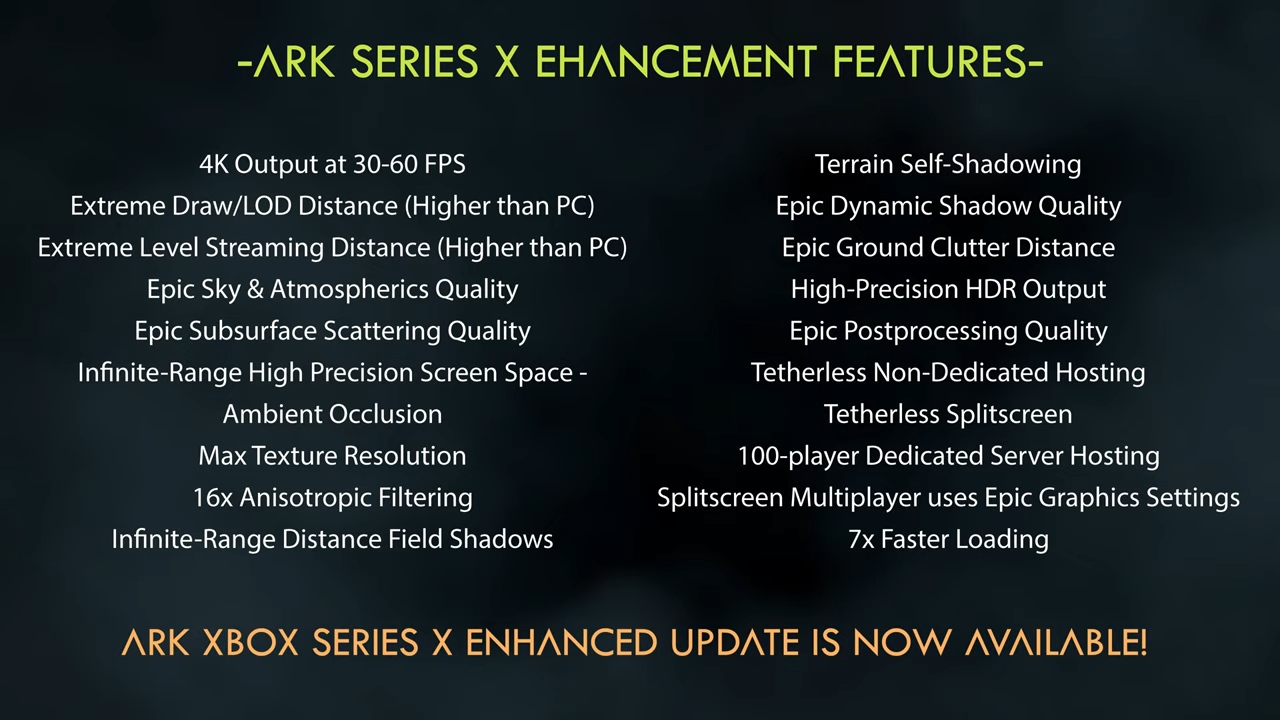 -ARK SERIES X EHANCEMENT FEATURES-
4K Output at 30-60 FPS
Extreme Draw/LOD Distance (Higher than PC)
Extreme Level Streaming Distance (Higher than PC)
Epic Sky & Atmospherics Quality
Epic Subsurface Scattering Quality
Infinite-Range High Precision Screen Space -
Ambient Occlusion
Max Texture Resolution
16x Anisotropic Filtering
Infinite-Range Distance Field Shadows
Terrain Self-Shadowing
Epic Dynamic Shadow Quality
Epic Ground Clutter Distance
High-Precision HDR Output
Epic Postprocessing Quality
Tetherless Non-Dedicated Hosting
Tetherless Splitscreen
100-player Dedicated Server Hosting
Splitscreen Multiplayer uses Epic Graphics Settings
7x Faster Loading
ARK XBOX SERIES X ENHANCED UPDATE IS NOW AVAILABLE!